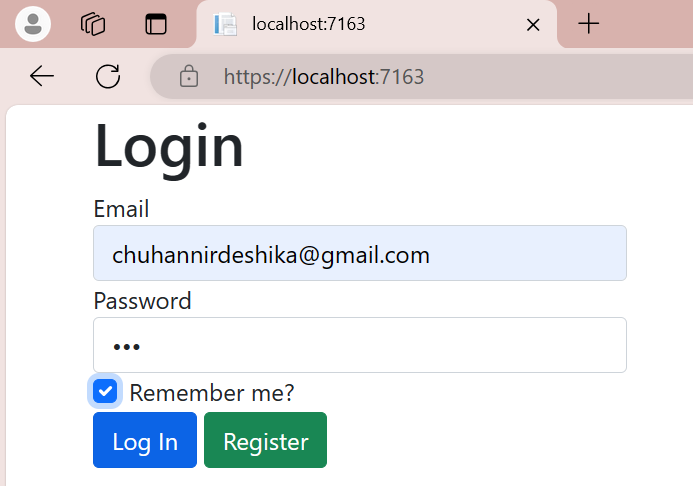 localhost:7163
https://localhost:7163
Login
Email
chuhannirdeshika@gmail.com
Password
•••
Remember me?
Log In Register